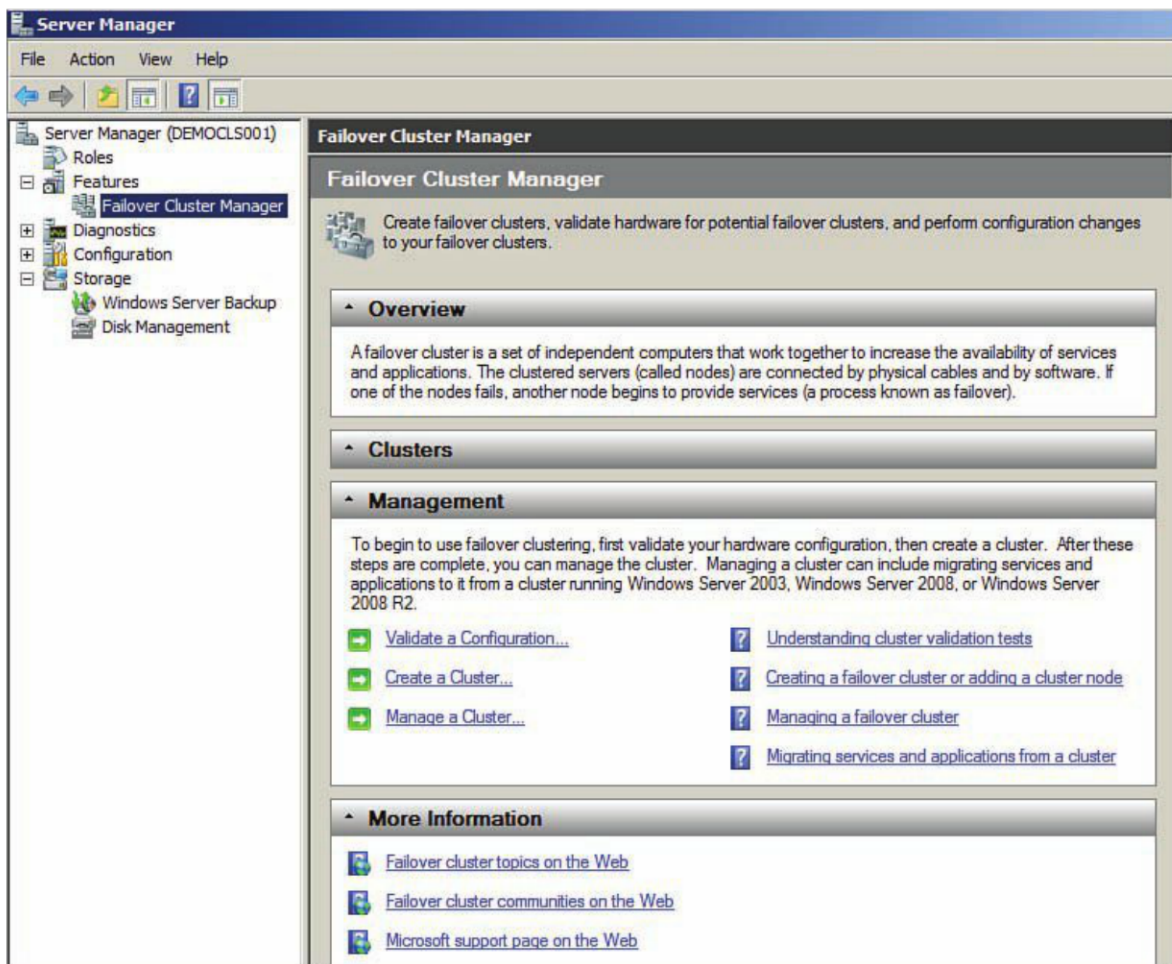 Server Manager
File Action View Help
Server Manager (DEMOCLS001)
Roles
Features
Failover Cluster Manager
Diagnostics
Configuration
Storage
Windows Server Backup
Disk Management
Failover Cluster Manager
Failover Cluster Manager
Create failover clusters, validate hardware for potential failover clusters, and perform configuration changes
to your failover clusters.
Overview
A failover cluster is a set of independent computers that work together to increase the availability of services
and applications. The clustered servers (called nodes) are connected by physical cables and by software. If
one of the nodes fails, another node begins to provide services (a process known as failover).
Clusters
Management
To begin to use failover clustering, first validate your hardware configuration, then create a cluster. After these
steps are complete, you can manage the cluster. Managing a cluster can include migrating services and
applications to it from a cluster running Windows Server 2003, Windows Server 2008, or Windows Server
2008 R2.
Validate a Configuration...
Understanding cluster validation tests
Create a Cluster...
Creating a failover cluster or adding a cluster node
Manage a Cluster...
Managing a failover cluster
Migrating services and applications from a cluster
More Information
Failover cluster topics on the Web
Failover cluster communities on the Web
Microsoft support page on the Web